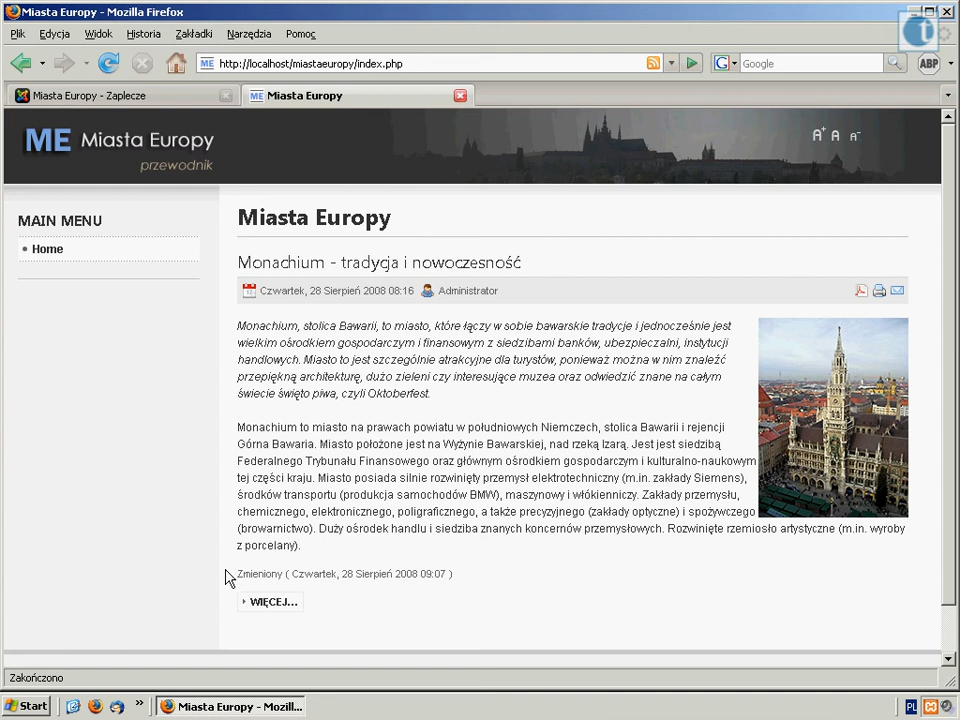 Miasta Europy - Mozilla Firefox
Plik Edycja Widok Historia Zakładki Narzędzia Pomoc
ME http://localhost/miastaeuropy/index.php G Google ABP
Miasta Europy - Zaplecze ME Miasta Europy
ME Miasta Europy
przewodnik
A+ A A-
MAIN MENU
Home
Miasta Europy
Monachium - tradycja i nowoczesność
Czwartek, 28 Sierpień 2008 08:16 Administrator
Monachium, stolica Bawarii, to miasto, które łączy w sobie bawarskie tradycje i jednocześnie jest
wielkim ośrodkiem gospodarczym i finansowym z siedzibami banków, ubezpieczalni, instytucji
handlowych. Miasto to jest szczególnie atrakcyjne dla turystów, ponieważ można w nim znaleźć
przepiękną architekturę, dużo zieleni czy interesujące muzea oraz odwiedzić znane na całym
świecie święto piwa, czyli Oktoberfest.
Monachium to miasto na prawach powiatu w południowych Niemczech, stolica Bawarii i rejencji
Górna Bawaria. Miasto położone jest na Wyżynie Bawarskiej, nad rzeką Izarą. Jest jest siedzibą
Federalnego Trybunału Finansowego oraz głównym ośrodkiem gospodarczym i kulturalno-naukowym
tej części kraju. Miasto posiada silnie rozwinięty przemysł elektrotechniczny (m.in. zakłady Siemens),
środków transportu (produkcja samochodów BMW), maszynowy i włókienniczy. Zakłady przemysłu,
chemicznego, elektronicznego, poligraficznego, a także precyzyjnego (zakłady optyczne) i spożywczego
(browarnictwo). Duży ośrodek handlu i siedziba znanych koncernów przemysłowych. Rozwinięte rzemiosło artystyczne (m.in. wyroby
z porcelany).
Zmieniony ( Czwartek, 28 Sierpień 2008 09:07 )
WIĘCEJ...
Zakończono
Start » Miasta Europy - Mozill... PL